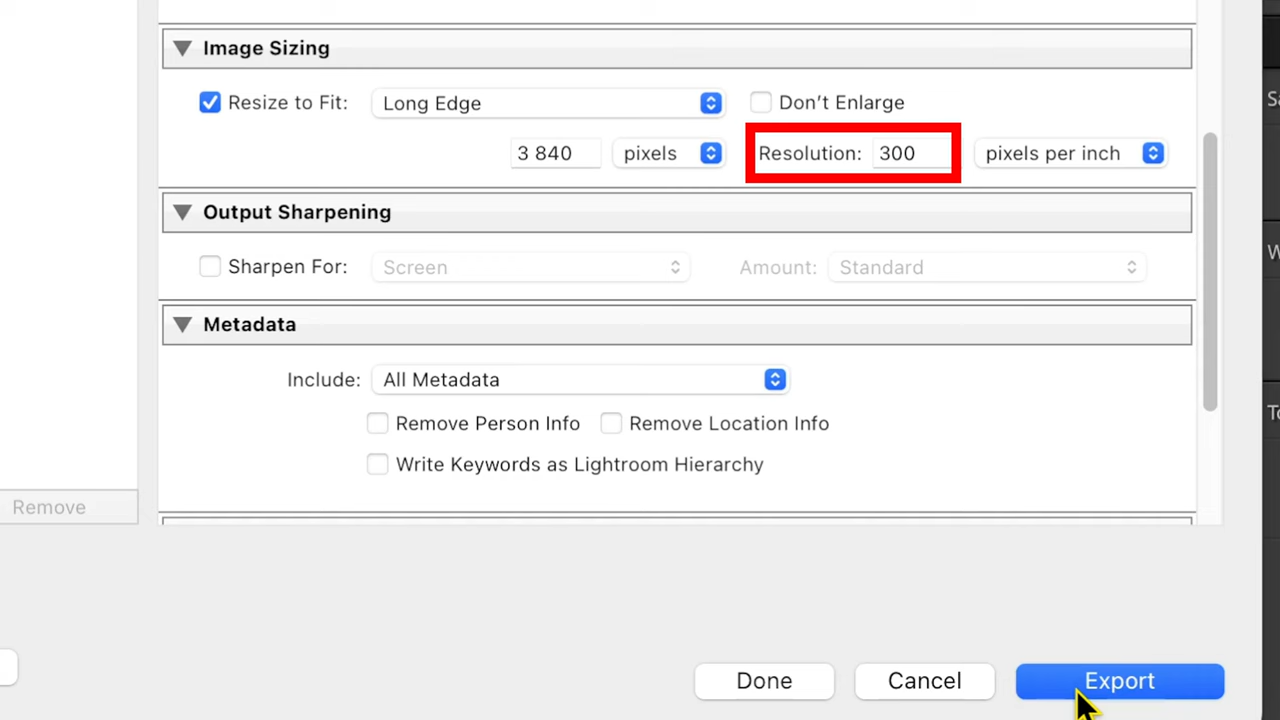 Image Sizing
Resize to Fit: Long Edge Don't Enlarge
3 840 pixels Resolution: 300 pixels per inch
Output Sharpening
Sharpen For: Screen Amount: Standard
Metadata
Include: All Metadata
Remove Person Info Remove Location Info
Write Keywords as Lightroom Hierarchy
Remove
Done Cancel Export